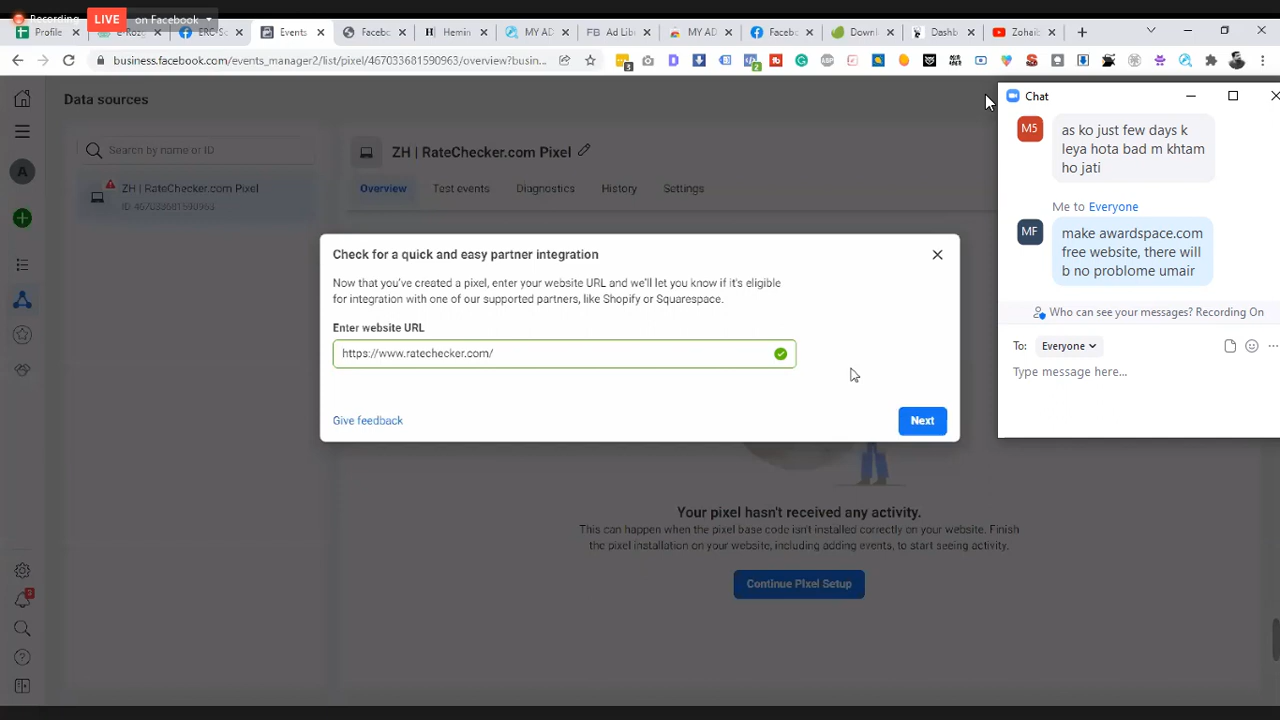 Recording
LIVE
on Facebook
Profile
e-Rozg
ERC-S
Events
Faceb
Hemin
MY AD
Ad Lib
MY AD
Facebo
Downl
Dashb
Zohaib
business.facebook.com/events_manager2/list/pixel/467033681590963/overview?busin...
Data sources
Search by name or ID
ZH | RateChecker.com Pixel
ID: 467033681590963
A
ZH | RateChecker.com Pixel
Overview
Test events
Diagnostics
History
Settings
Check for a quick and easy partner integration
Now that you've created a pixel, enter your website URL and we'll let you know if it's eligible
for integration with one of our supported partners, like Shopify or Squarespace.
Enter website URL
https://www.ratechecker.com/
Give feedback
Next
Your pixel hasn't received any activity.
This can happen when the pixel base code isn't installed correctly on your website. Finish
the pixel installation on your website, including adding events, to start seeing activity.
Continue Pixel Setup
Chat
M5
as ko just few days k
leya hota bad m khtam
ho jati
Me to Everyone
MF
make awardspace.com
free website, there will
b no problome umair
Who can see your messages? Recording On
To:
Everyone
Type message here...